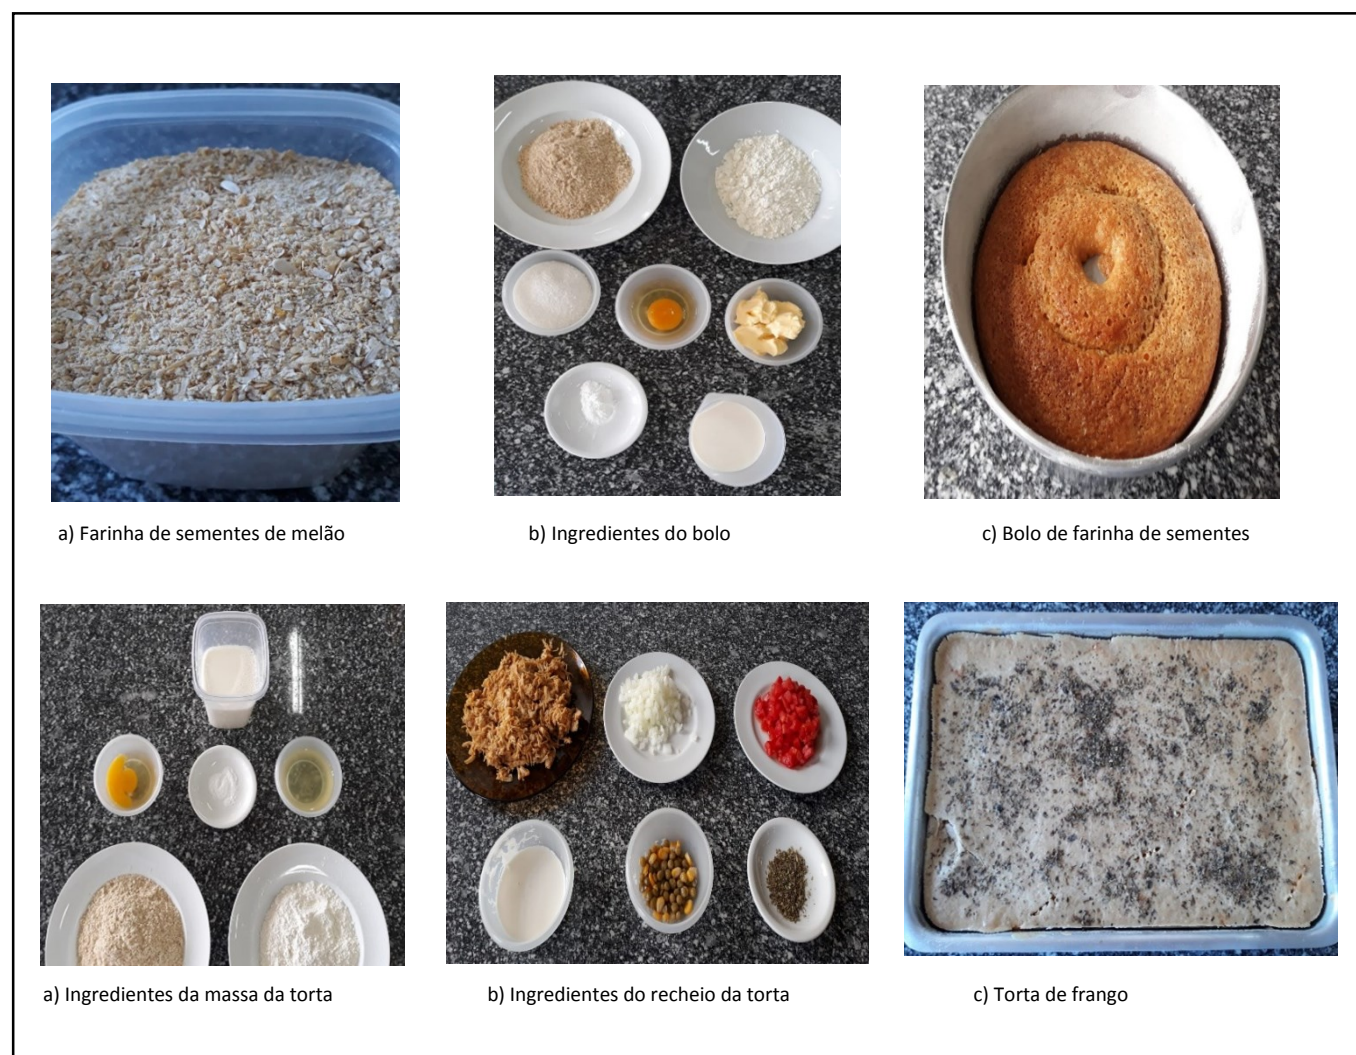 a) Farinha de sementes de melão
b) Ingredientes do bolo
c) Bolo de farinha de sementes
a) Ingredientes da massa da torta
b) Ingredientes do recheio da torta
c) Torta de frango